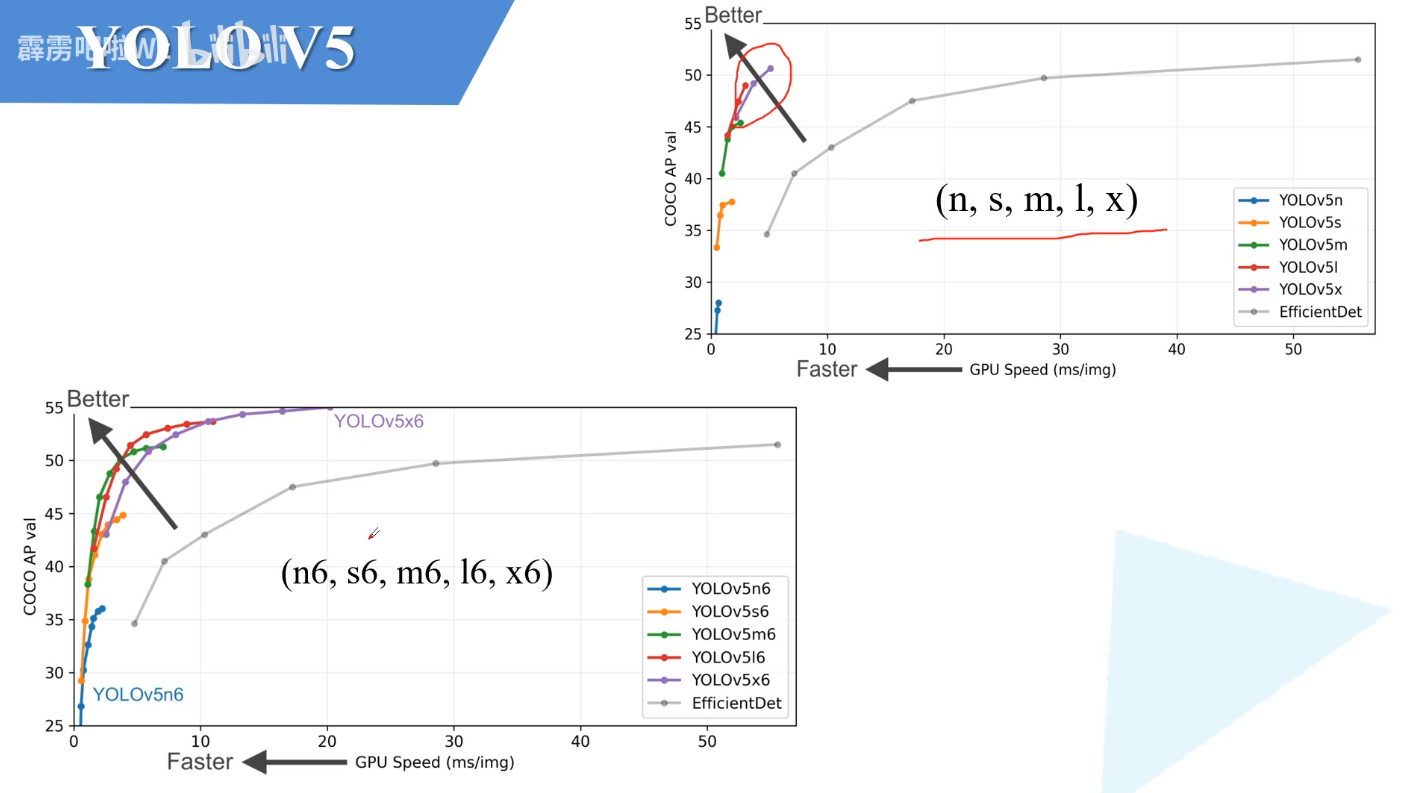 YOLO V5
霹雳吧啦Wz
bilibili
Better
55
50
45
40
35
30
25
COCO AP val
(n, s, m, l, x)
YOLOv5n
YOLOv5s
YOLOv5m
YOLOv5l
YOLOv5x
EfficientDet
0 10 20 30 40 50
Faster GPU Speed (ms/img)
Better
55
50
45
40
35
30
25
COCO AP val
YOLOv5x6
(n6, s6, m6, l6, x6)
YOLOv5n6
YOLOv5n6
YOLOv5s6
YOLOv5m6
YOLOv5l6
YOLOv5x6
EfficientDet
0 10 20 30 40 50
Faster GPU Speed (ms/img)